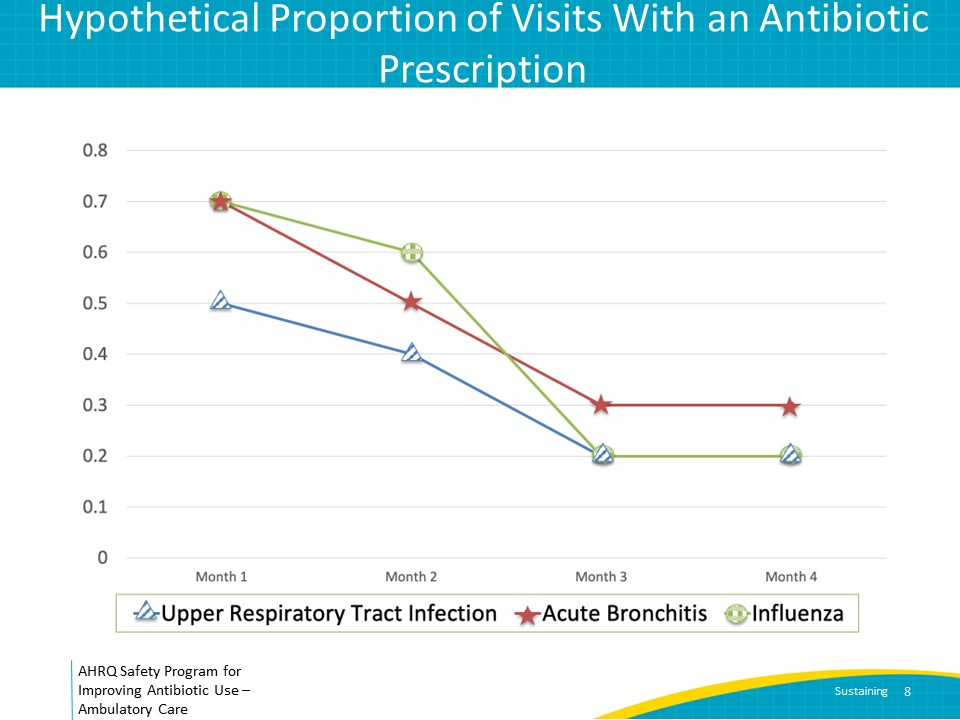 Hypothetical Proportion of Visits With an Antibiotic
Prescription
0.8
0.7
0.6
0.5
0.4
0.3
0.2
0.1
0
Month 1 Month 2 Month 3 Month 4
Upper Respiratory Tract Infection Acute Bronchitis Influenza
AHRQ Safety Program for
Improving Antibiotic Use –
Ambulatory Care
Sustaining 8